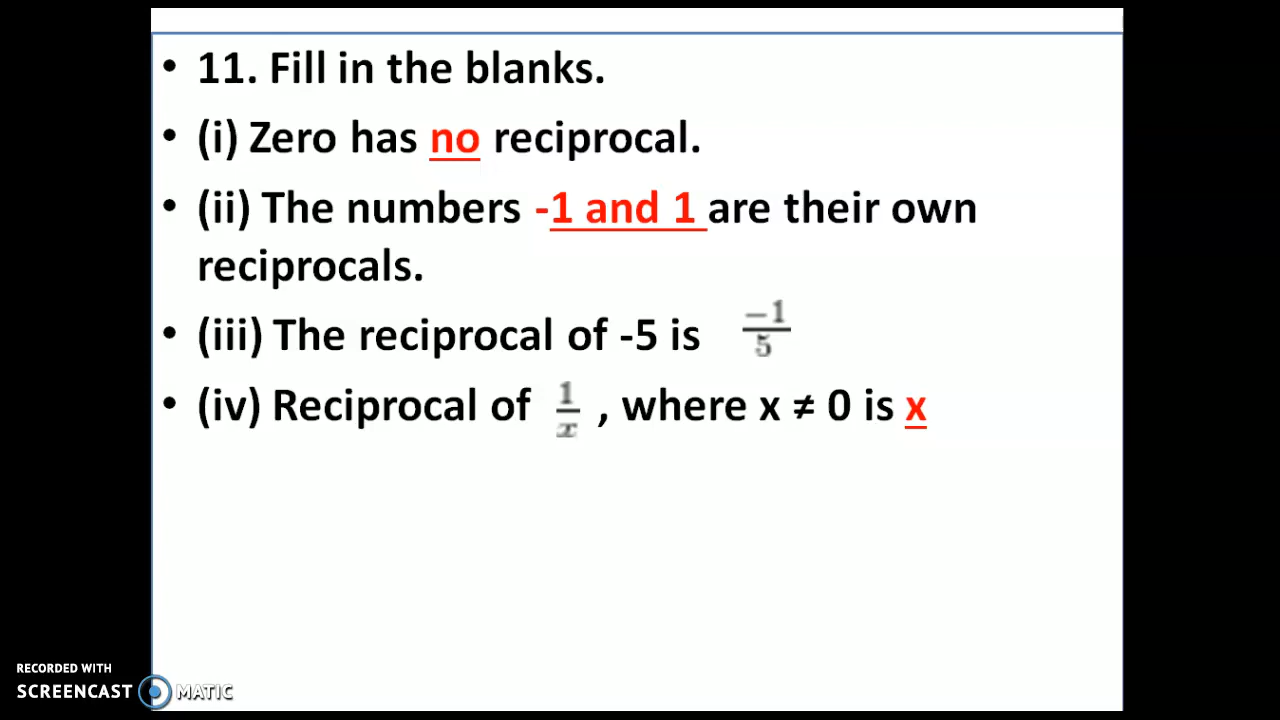 • 11. Fill in the blanks.
• (i) Zero has no reciprocal.
• (ii) The numbers -1 and 1 are their own
reciprocals.
• (iii) The reciprocal of -5 is −1/5
• (iv) Reciprocal of 1/x , where x ≠ 0 is x
RECORDED WITH
SCREENCAST MATIC